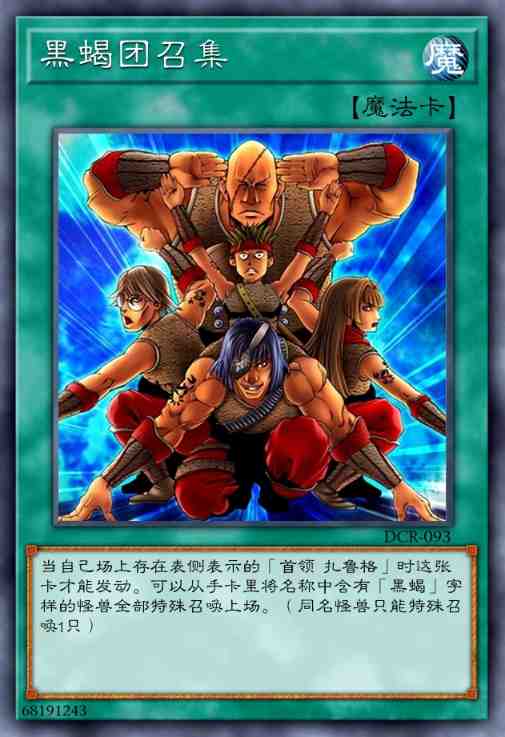 黑蝎团召集
魔
【魔法卡】
DCR-093
当自己场上存在表侧表示的「首领 扎鲁格」时这张
卡才能发动。可以从手卡里将名称中含有「黑蝎」字
样的怪兽全部特殊召唤上场。（同名怪兽只能特殊召
唤1只）
68191243